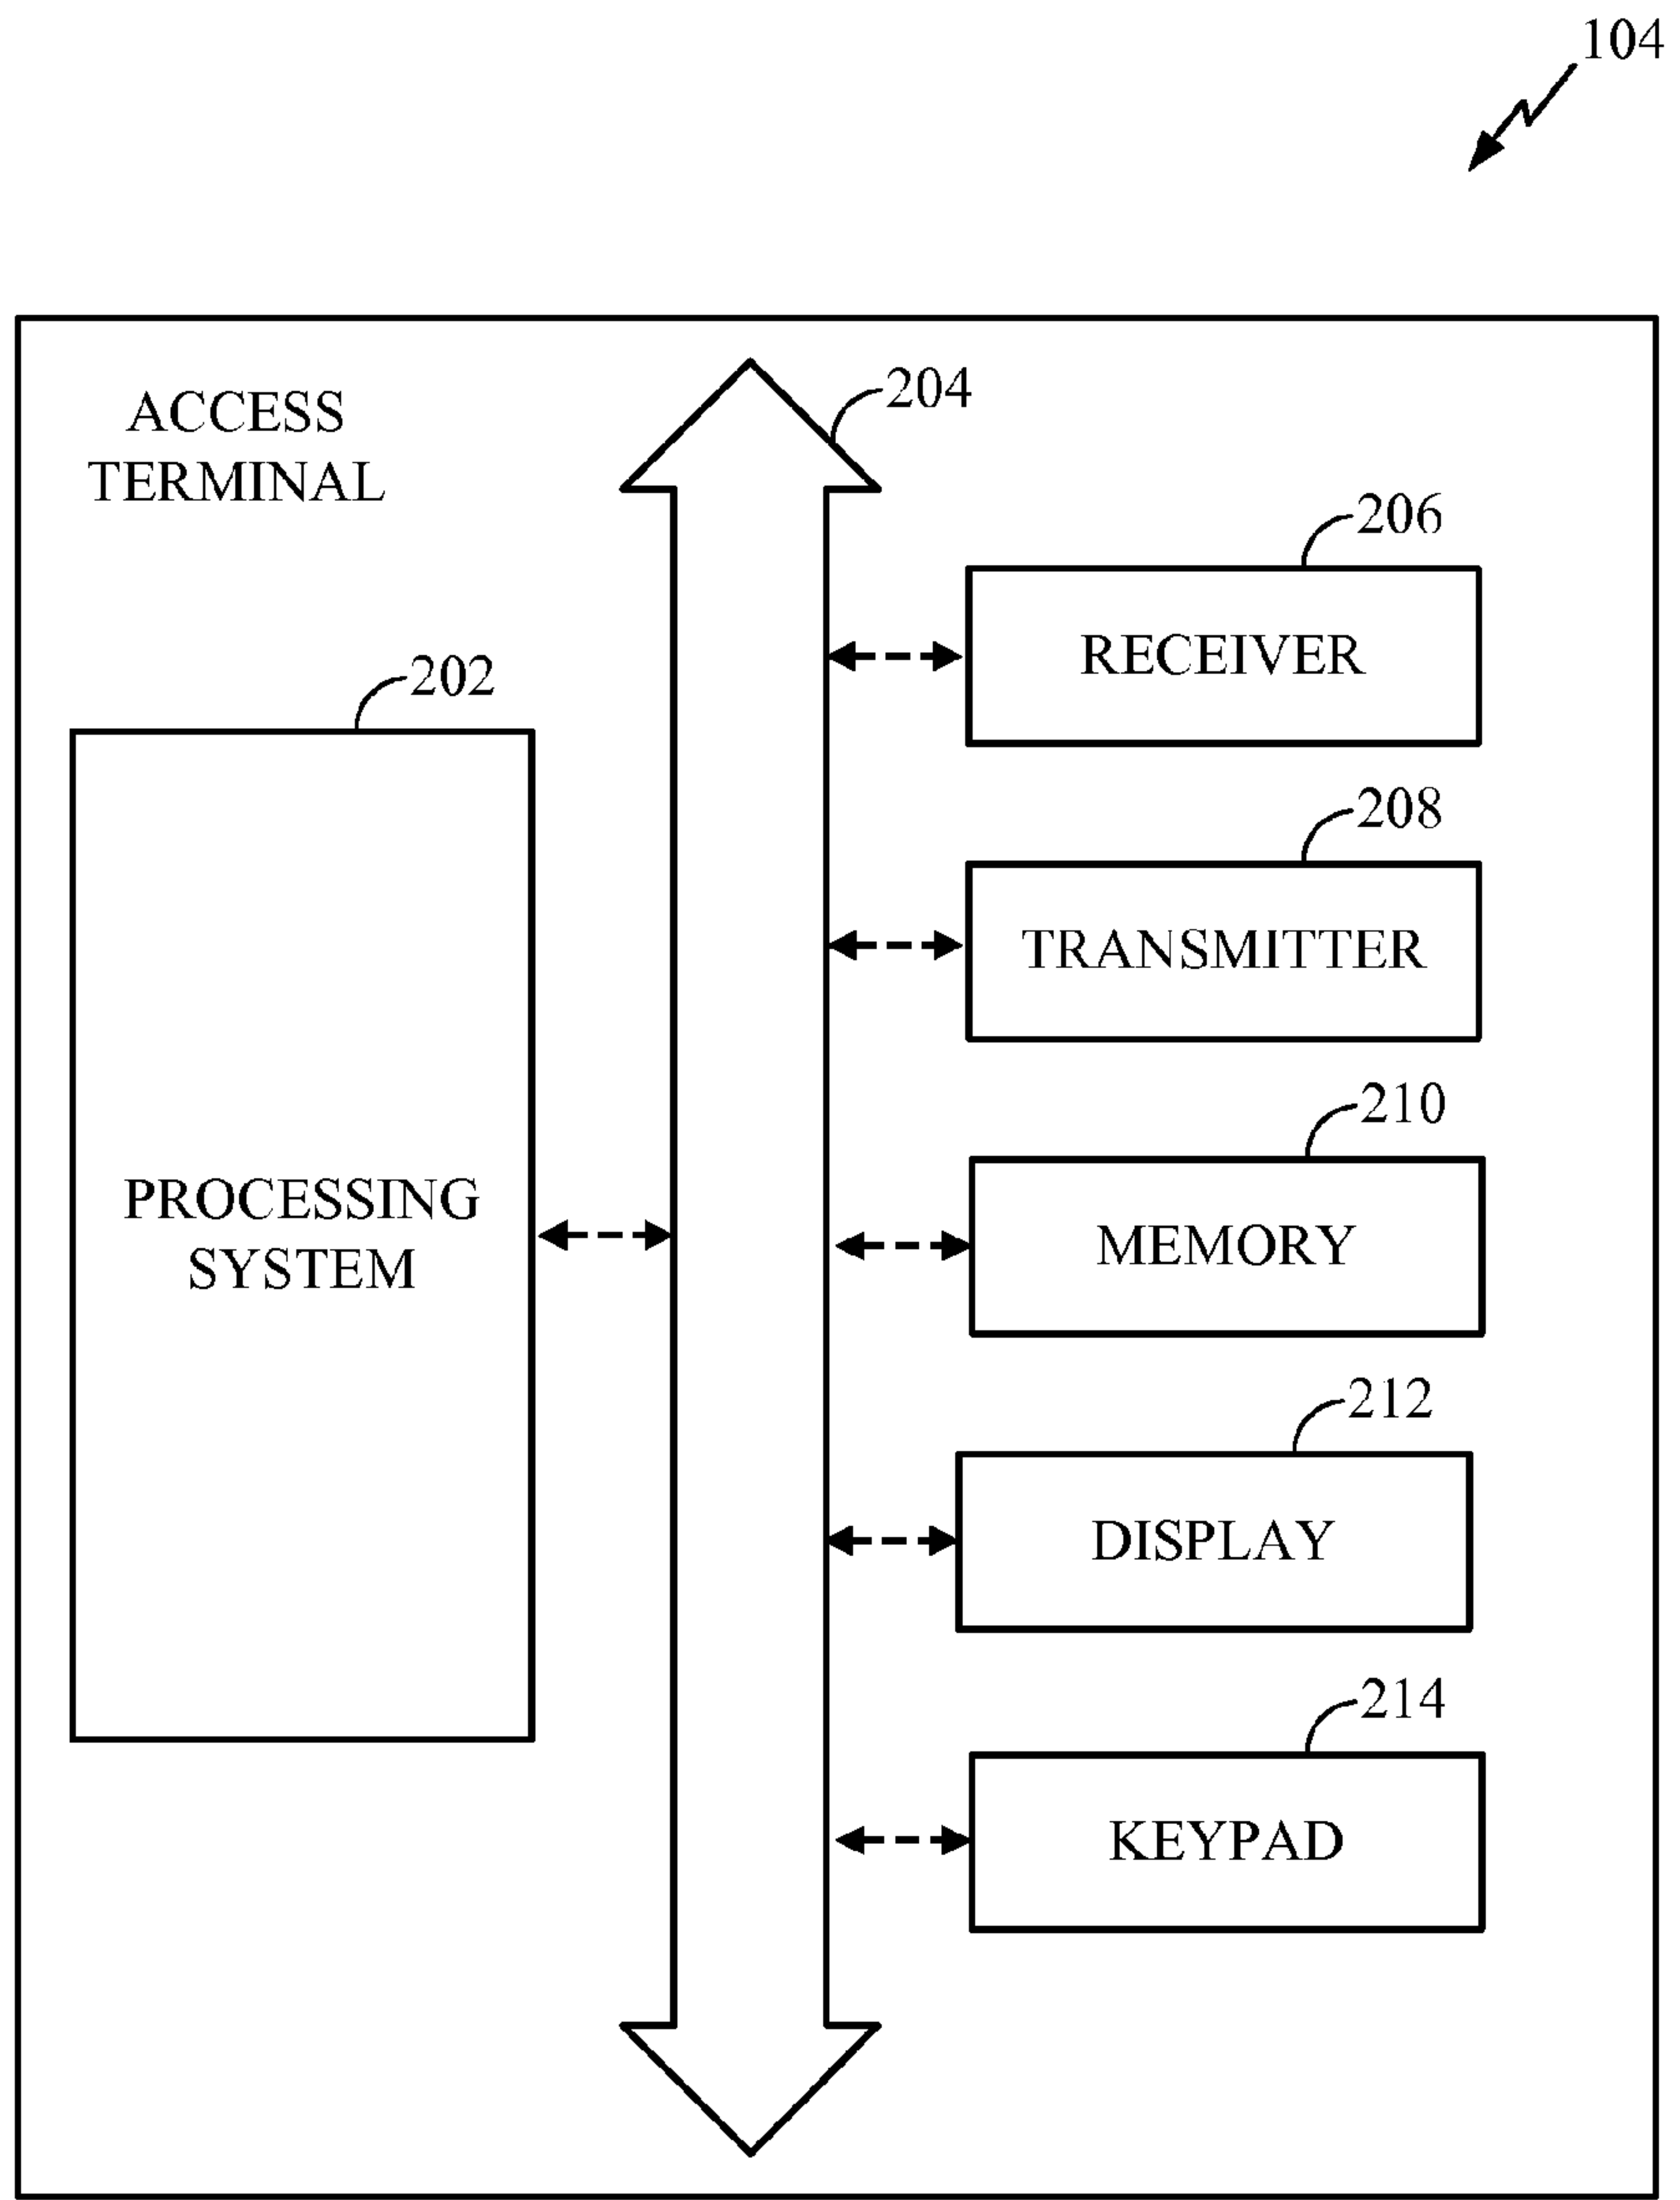 104
ACCESS
TERMINAL
204
206
RECEIVER
202
208
TRANSMITTER
210
PROCESSING
SYSTEM
MEMORY
212
DISPLAY
214
KEYPAD